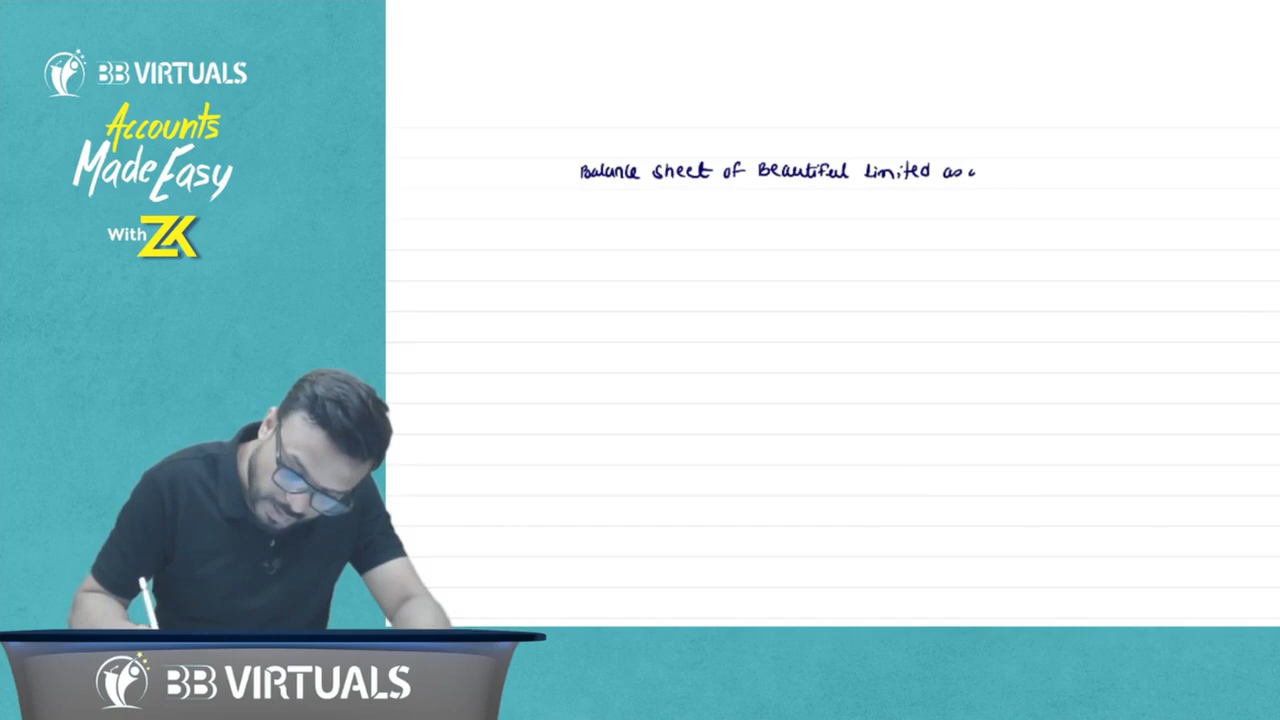 BB VIRTUALS
Accounts
Made Easy
With ZK
Balance sheet of Beautiful limited as
BB VIRTUALS